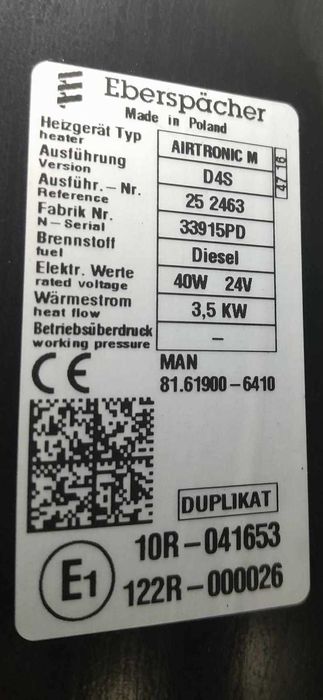 Eberspächer
Made in Poland
Heizgerät Typ
heater
AIRTRONIC M
47 16
Ausführung
Version
D4S
Ausführ.-Nr.
Reference
25 2463
Fabrik Nr.
N-Serial
33915PD
Brennstoff
fuel
Diesel
Elektr. Werte
rated voltage
40W 24V
Wärmestrom
heat flow
3,5 KW
Betriebsüberdruck
working pressure
–
CE
MAN
81.61900-6410
DUPLIKAT
E1
10R-041653
122R-000026